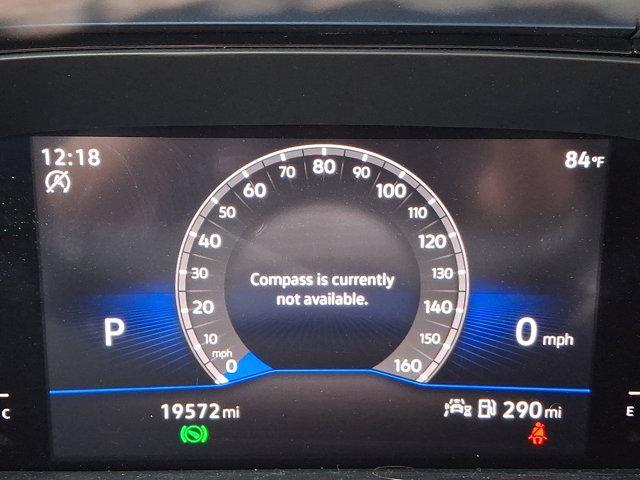 12:18
84°F
80
70 90
60 100
50 110
40 120
30 130
Compass is currently
not available.
20 140
P
0 mph
10 150
mph
0 160
19572 mi
290 mi
C
E